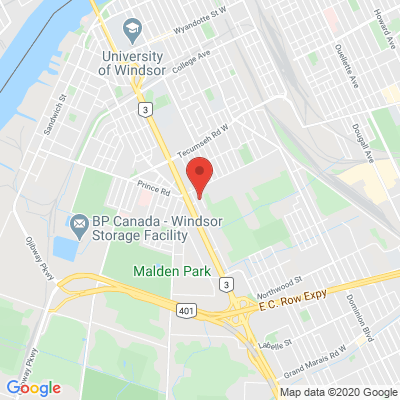 Wyandotte St W
Howard Ave
University
of Windsor
College Ave
Ouellette Ave
Sandwich St
3
Tecumseh Rd W
Dougall Ave
Prince Rd
BP Canada - Windsor
Storage Facility
Ojibway Pkwy
Malden Park
3
Northwood St
E.C. Row Expy
401
Dominion Blvd
Labelle St
Ojibway Pkwy
Grand Marais Rd W
Google
Map data ©2020 Google